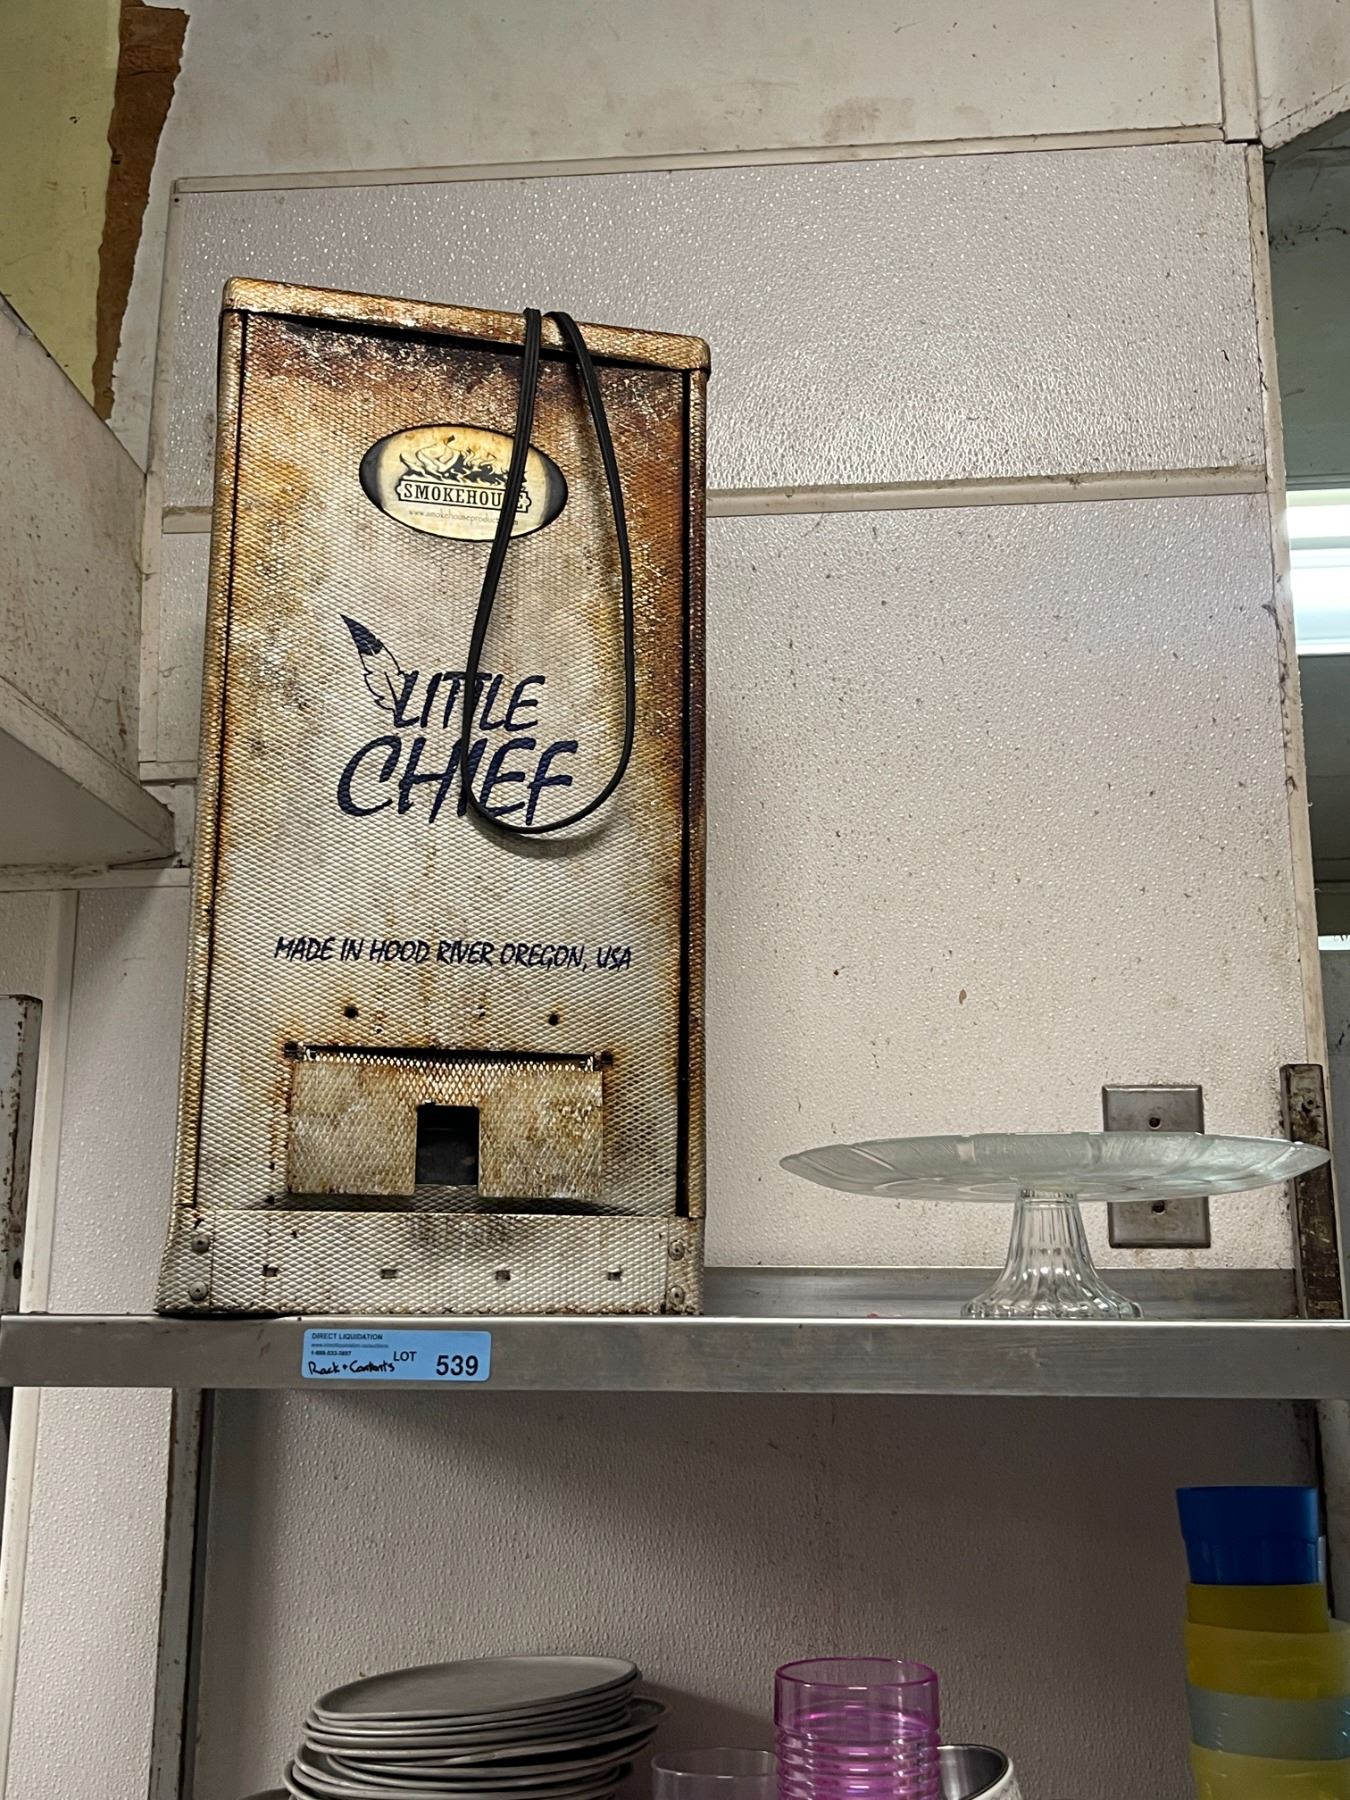 SMOKEHOUSE
LITTLE
CHIEF
MADE IN HOOD RIVER OREGON, USA
DIRECT LIQUIDATION
LOT 539
Rack + Contents